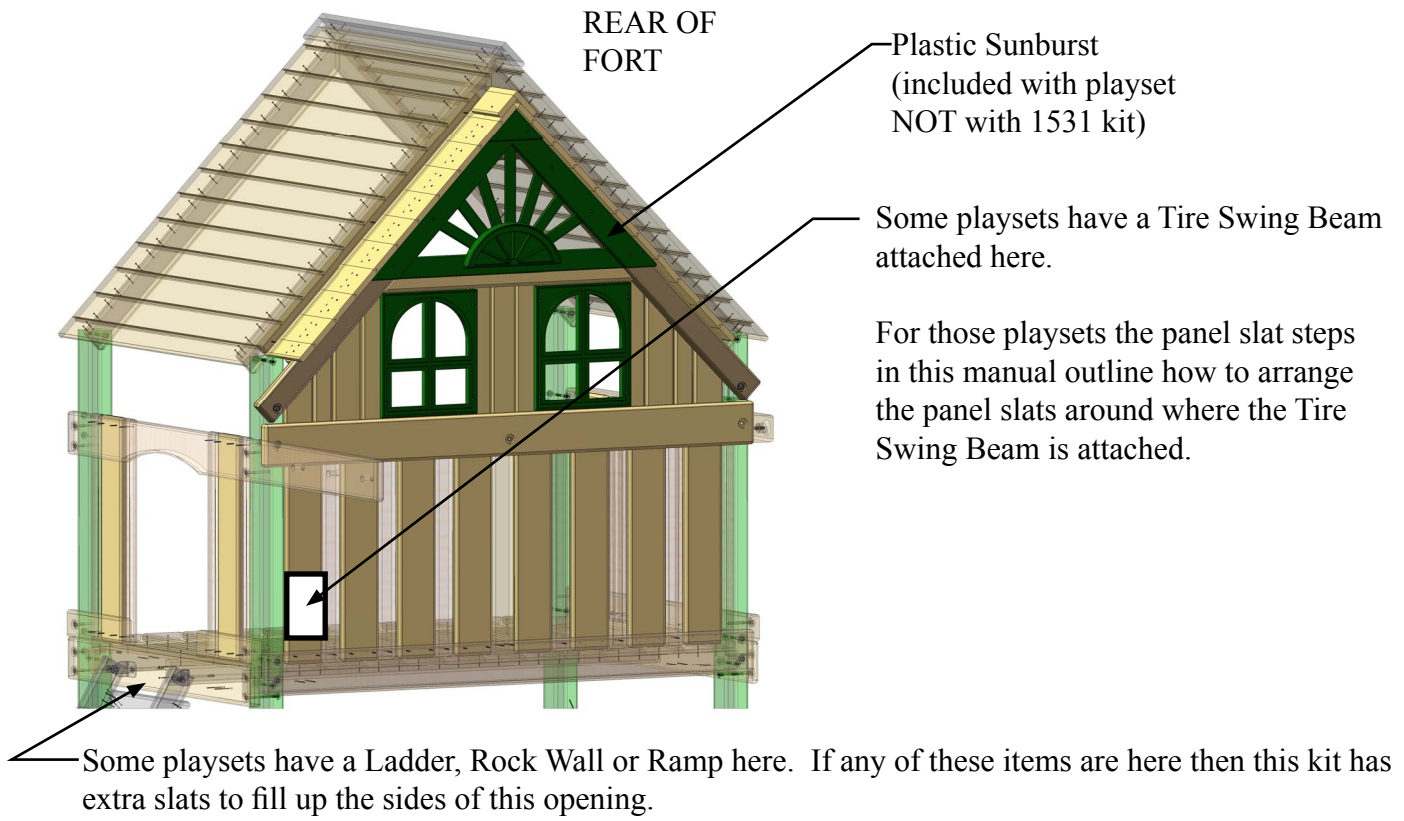 REAR OF
FORT
Plastic Sunburst
(included with playset
NOT with 1531 kit)
Some playsets have a Tire Swing Beam
attached here.
For those playsets the panel slat steps
in this manual outline how to arrange
the panel slats around where the Tire
Swing Beam is attached.
Some playsets have a Ladder, Rock Wall or Ramp here.  If any of these items are here then this kit has
extra slats to fill up the sides of this opening.